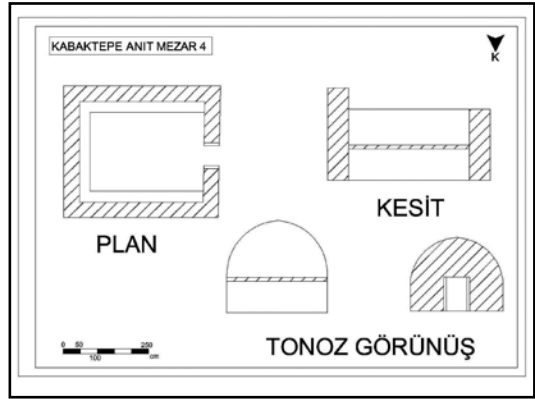 KABAKTEPE ANIT MEZAR 4
K
PLAN
KESİT
TONOZ GÖRÜNÜŞ
0 50 250
100 cm